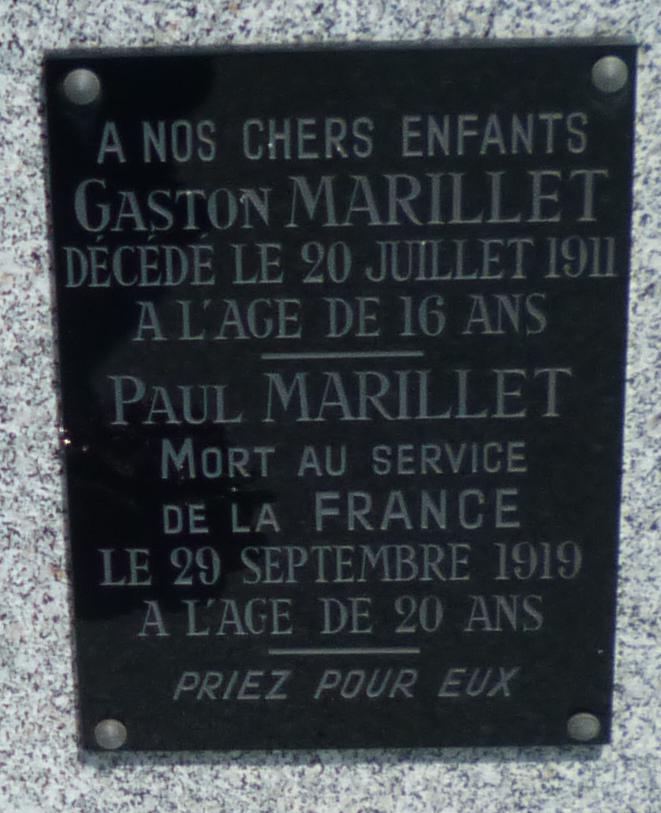 A NOS CHERS ENFANTS
GASTON MARILLET
DÉCÉDÉ LE 20 JUILLET 1911
A L'AGE DE 16 ANS
PAUL MARILLET
MORT AU SERVICE
DE LA FRANCE
LE 29 SEPTEMBRE 1919
A L'AGE DE 20 ANS
PRIEZ POUR EUX